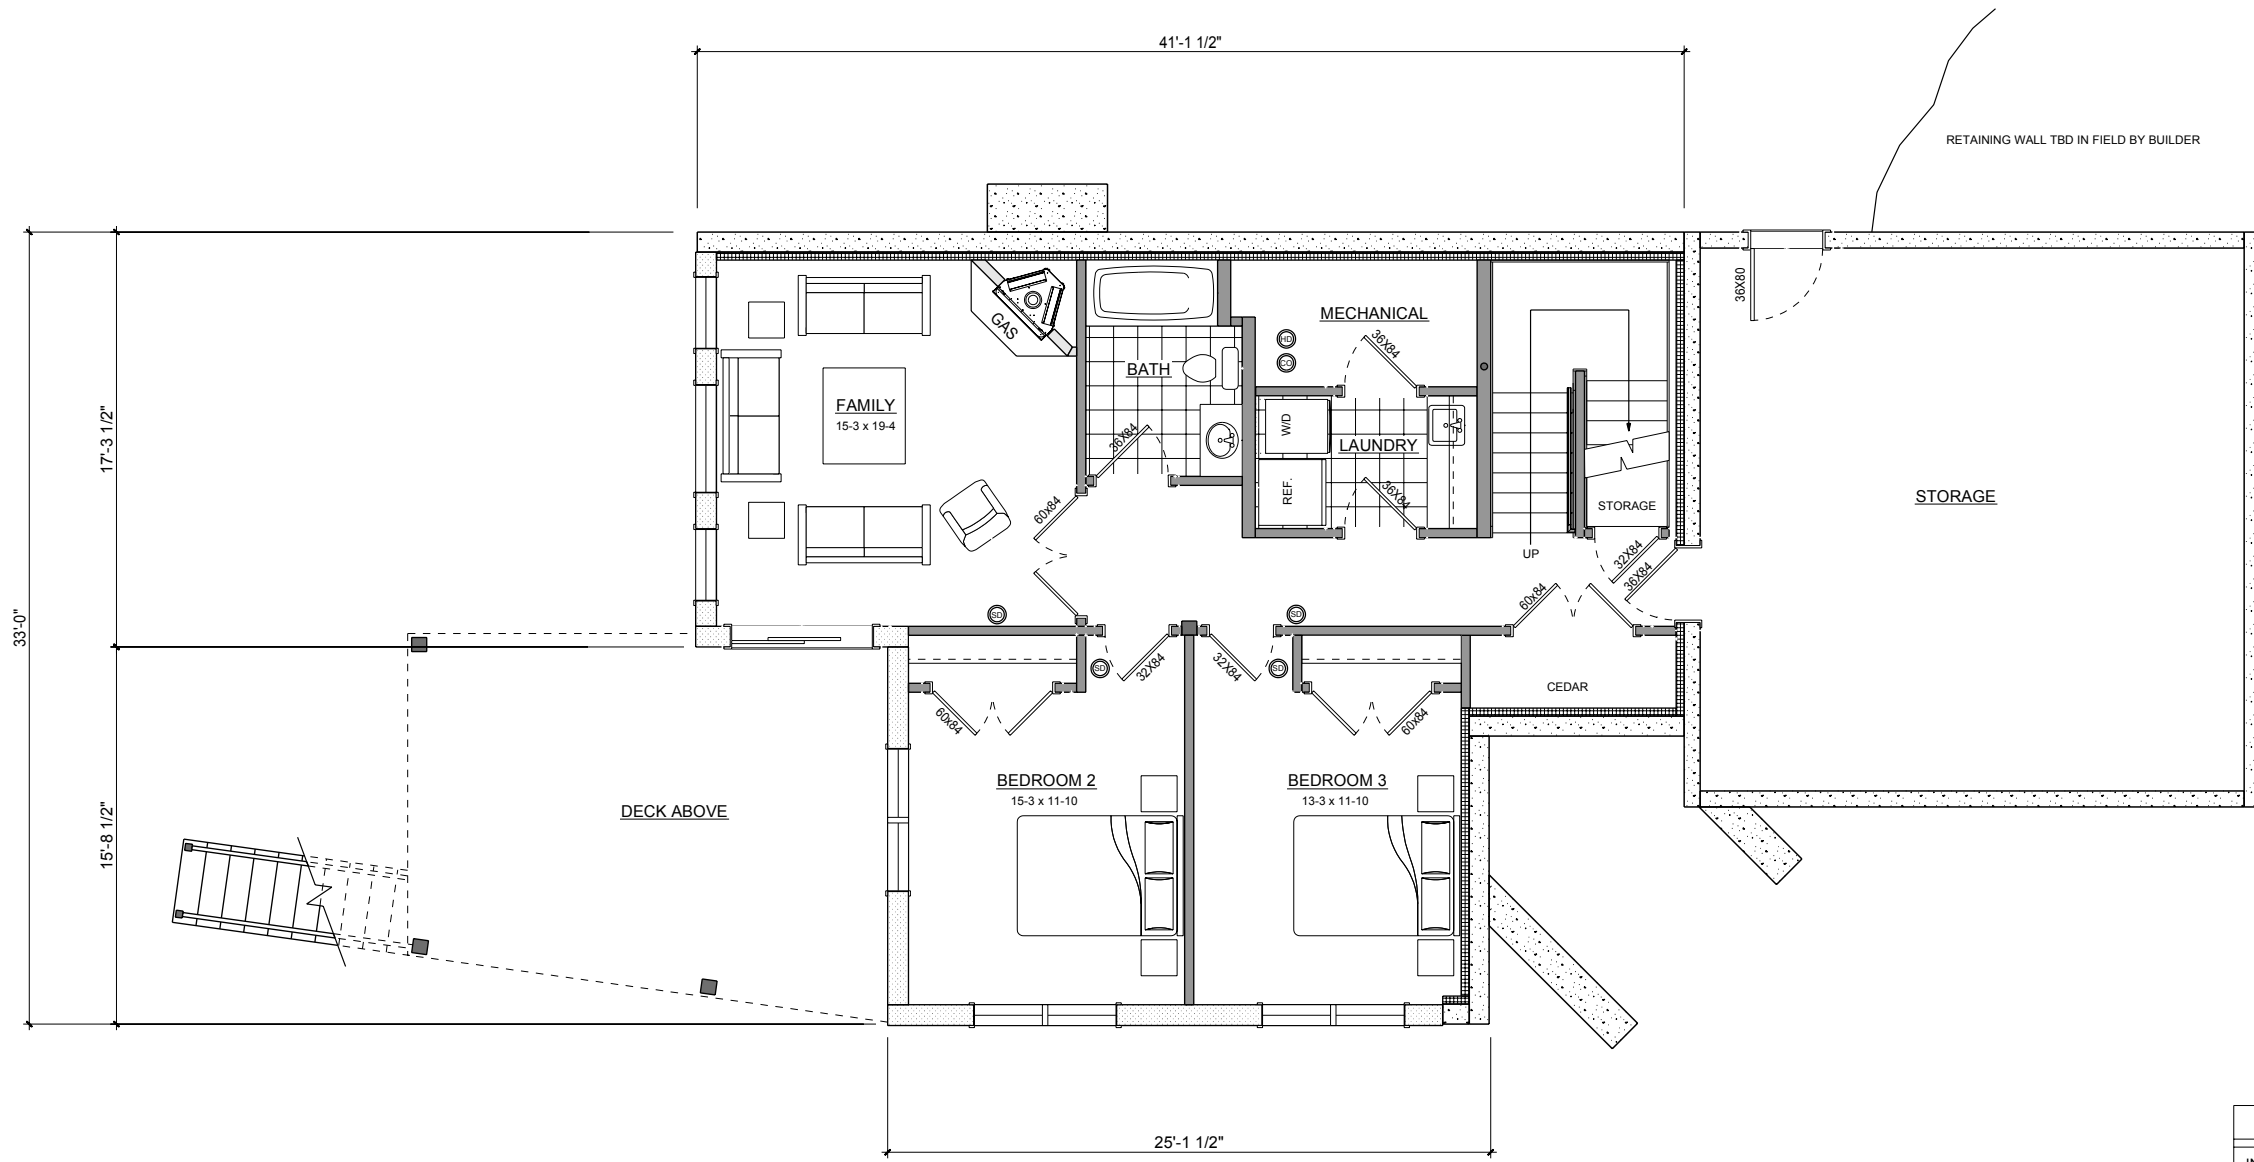 41'-1 1/2"
RETAINING WALL TBD IN FIELD BY BUILDER
36X80
GAS
MECHANICAL
HD
CO
36X84
BATH
FAMILY
15-3 x 19-4
17'-3 1/2"
36X84
W/D
LAUNDRY
REF.
36X84
STORAGE
STORAGE
60x84
UP
32X84
36X84
60x84
SD
SD
33'-0"
SD
32X84
32X84
SD
CEDAR
60x84
60x84
BEDROOM 2
15-3 x 11-10
BEDROOM 3
13-3 x 11-10
DECK ABOVE
15'-8 1/2"
25'-1 1/2"